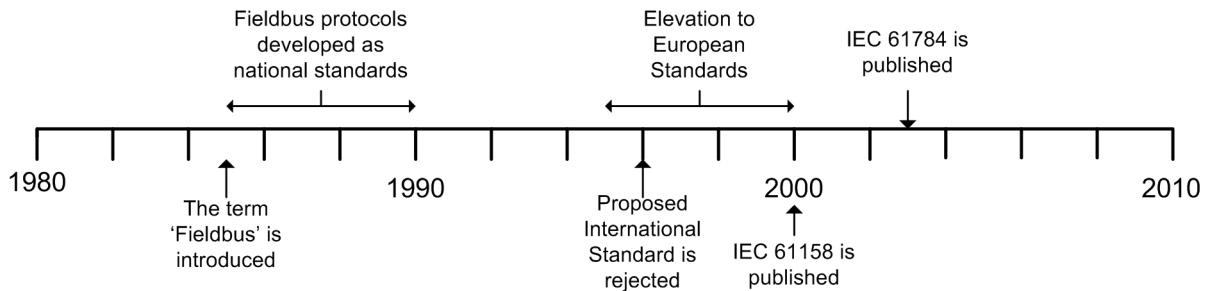 Fieldbus protocols
developed as
national standards
Elevation to
European
Standards
IEC 61784 is
published
1980
1990
2000
2010
The term
‘Fieldbus’ is
introduced
Proposed
International
Standard is
rejected
IEC 61158 is
published